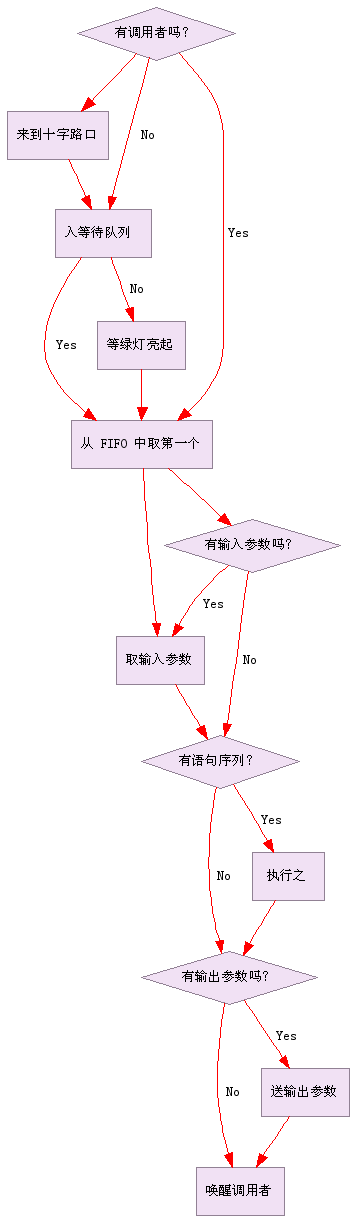 有调用者吗?
来到十字路口
No
入等待队列
Yes
No
Yes
等绿灯亮起
从 FIFO 中取第一个
有输入参数吗?
Yes
取输入参数
No
有语句序列?
Yes
No
执行之
有输出参数吗?
Yes
No
送输出参数
唤醒调用者